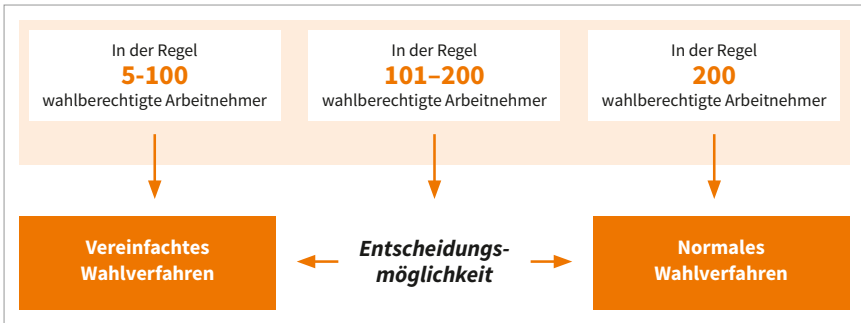 In der Regel
5-100
wahlberechtigte Arbeitnehmer
In der Regel
101–200
wahlberechtigte Arbeitnehmer
In der Regel
200
wahlberechtigte Arbeitnehmer
Vereinfachtes
Wahlverfahren
Entscheidungs-
möglichkeit
Normales
Wahlverfahren